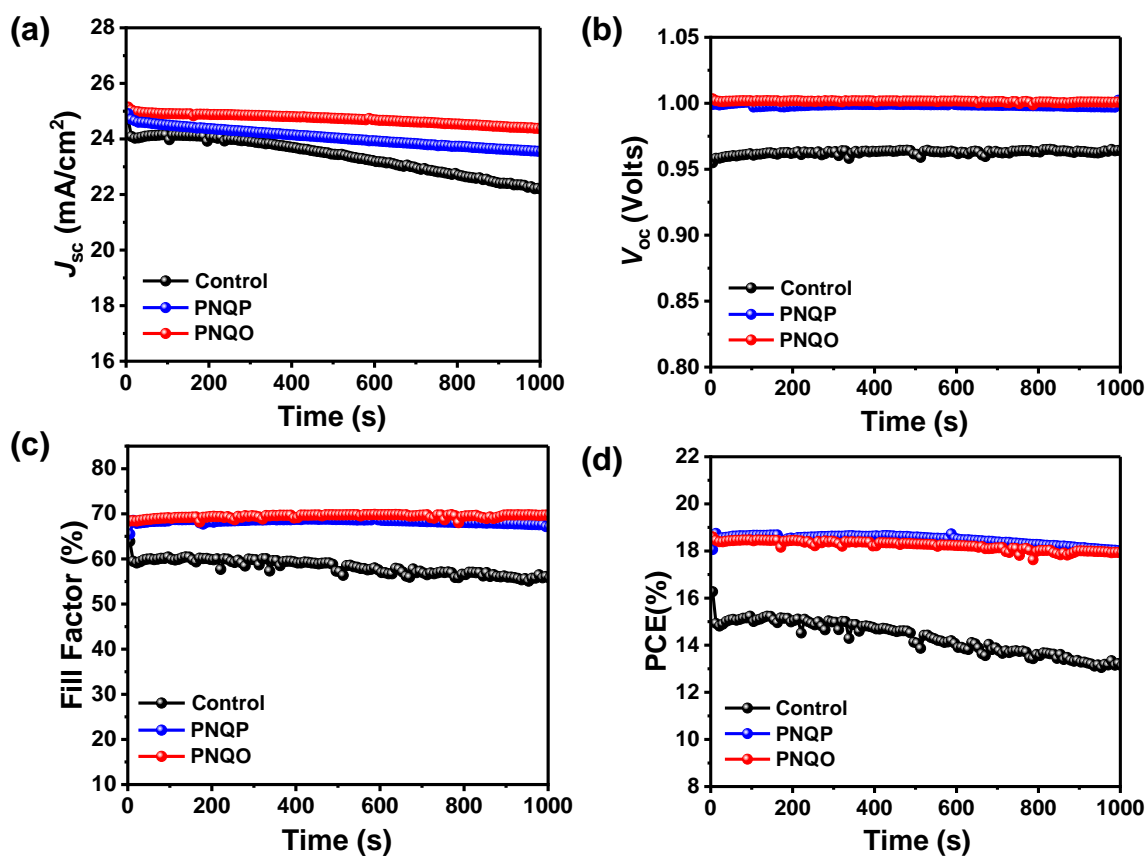 (a)
J_sc (mA/cm²)
28
26
24
22
20
18
16
Control
PNQP
PNQO
0 200 400 600 800 1000
Time (s)
(b)
V_oc (Volts)
1.05
1.00
0.95
0.90
0.85
0.80
Control
PNQP
PNQO
0 200 400 600 800 1000
Time (s)
(c)
Fill Factor (%)
80
70
60
50
40
30
20
10
Control
PNQP
PNQO
0 200 400 600 800 1000
Time (s)
(d)
PCE(%)
22
20
18
16
14
12
10
8
Control
PNQP
PNQO
0 200 400 600 800 1000
Time (s)